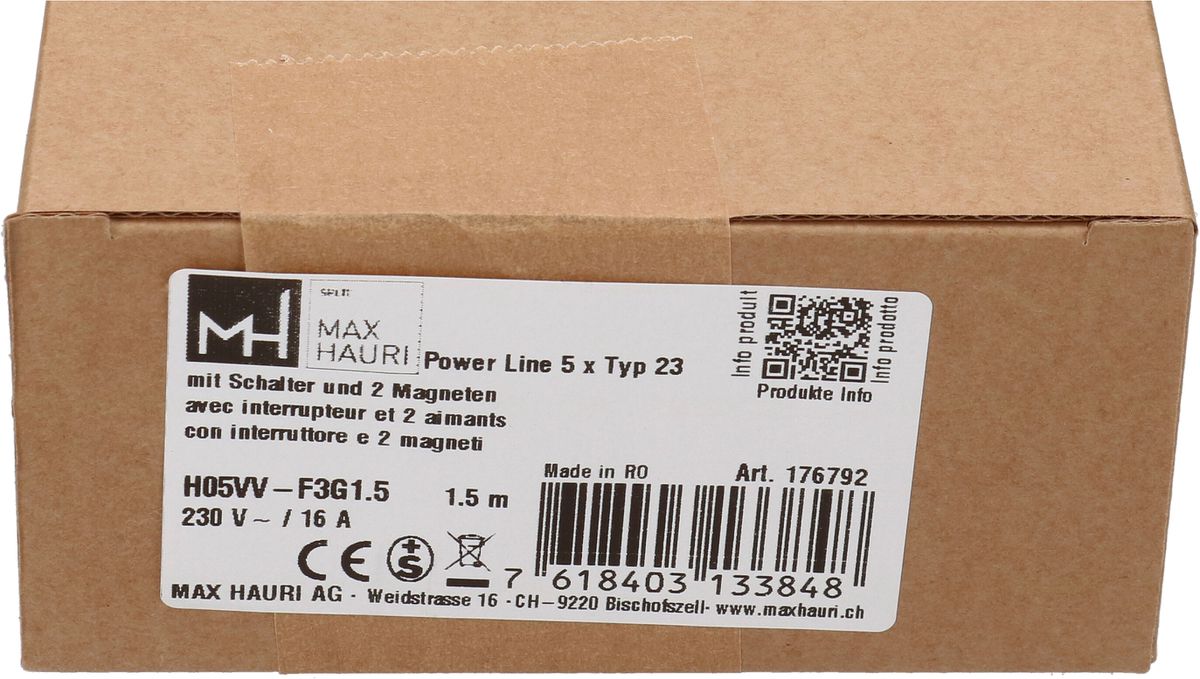 MH
MAX
HAURI
Power Line 5 x Typ 23
mit Schalter und 2 Magneten
avec interrupteur et 2 aimants
con interruttore e 2 magneti
Info produit
Info prodotto
Produkte Info
H05VV-F3G1.5
1.5 m
230 V~ / 16 A
Made in RO
Art. 176792
CE
+S
7 618403 133848
MAX HAURI AG - Weidstrasse 16 - CH-9220 Bischofszell- www.maxhauri.ch